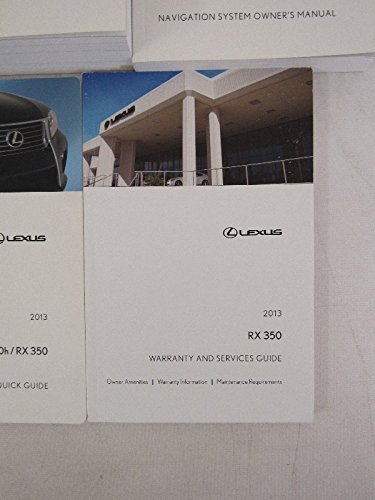 NAVIGATION SYSTEM OWNER'S MANUAL
LEXUS
LEXUS
2013
0h / RX 350
QUICK GUIDE
LEXUS
2013
RX 350
WARRANTY AND SERVICES GUIDE
Owner Amenities | Warranty Information | Maintenance Requirements